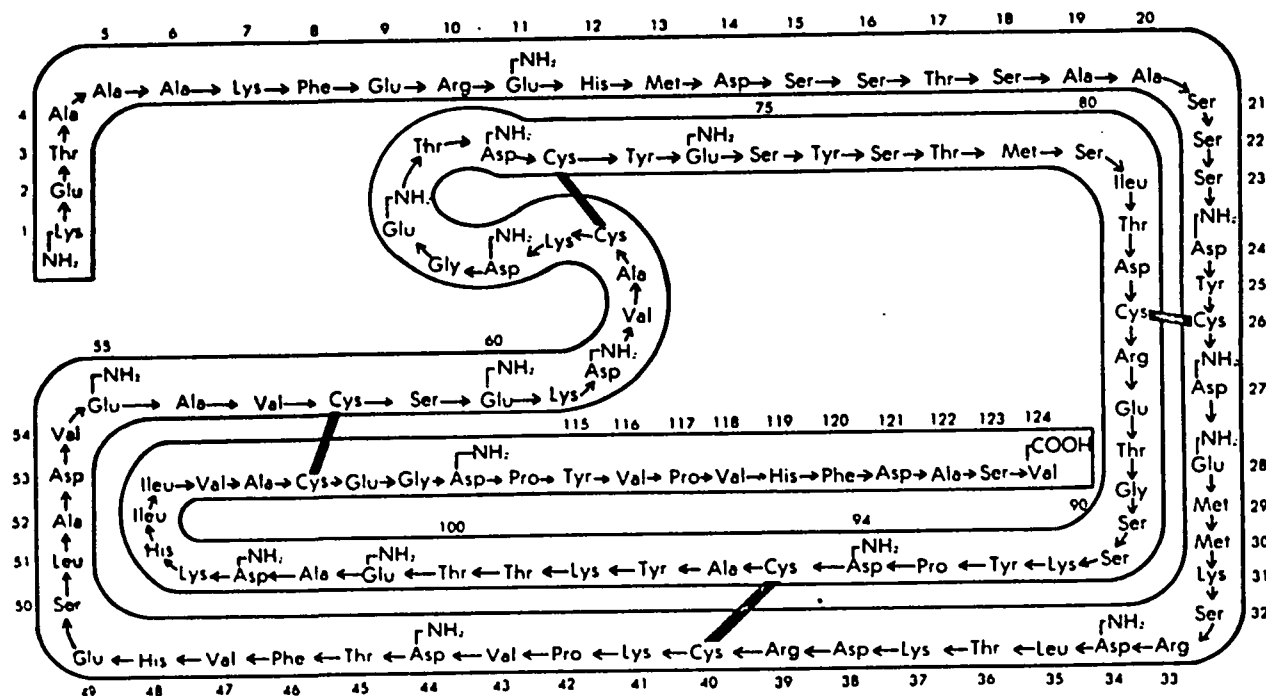 5 6 7 8 9 10 11 12 13 14 15 16 17 18 19 20
NH₂
Ala→ Ala→ Lys→ Phe→ Glu→ Arg→ Glu→ His→ Met→ Asp→ Ser→ Ser→ Thr→ Ser→ Ala→ Ala
4 Ala 75 80 Ser 21
NH₂ NH₂
Thr Ser 22
3 Thr Asp→ Cys→ Tyr→ Glu→ Ser→ Tyr→ Ser→ Thr→ Met→ Ser
Ser 23
2 Glu NH₂ Ileu
NH₂
1 Lys Glu NH₂ Lys← Cys Thr Asp 24
NH₂ Gly← Asp Ala Asp Tyr 25
Val Cys Cys 26
55 60 NH₂ Arg NH₂
NH₂ NH₂ Asp Asp 27
Glu→ Ala→ Val→ Cys→ Ser→ Glu→ Lys Glu
115 116 117 118 119 120 121 122 123 124
54 Val NH₂ COOH Thr NH₂
Glu 28
53 Asp Ileu→ Val→ Ala→ Cys→ Glu→ Gly→ Asp→ Pro→ Tyr→ Val→ Pro→ Val→ His→ Phe→ Asp→ Ala→ Ser→ Val Gly
Met 29
52 Ala Ileu 100 94 90 Ser
Met 30
51 Leu His NH₂ NH₂ NH₂ Ser
Lys← Asp← Ala← Glu← Thr← Thr← Lys← Tyr← Ala← Cys← Asp← Pro← Tyr← Lys← Lys 31
50 Ser Ser 32
NH₂ NH₂
Glu← His← Val← Phe← Thr← Asp← Val← Pro← Lys← Cys← Arg← Asp← Lys← Thr← Leu← Asp← Arg
49 48 47 46 45 44 43 42 41 40 39 38 37 36 35 34 33